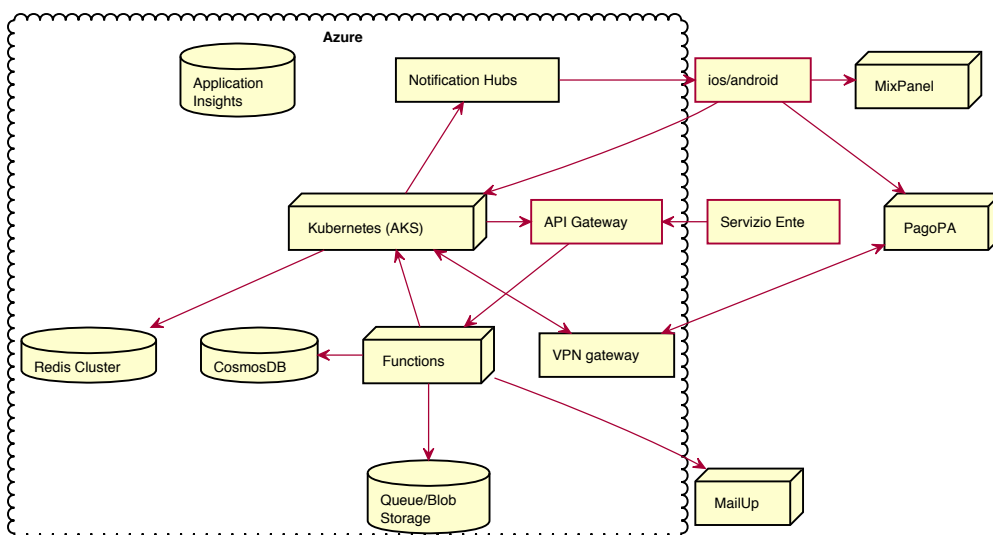 Azure
Application
Insights
Notification Hubs
ios/android
MixPanel
Kubernetes (AKS)
API Gateway
Servizio Ente
PagoPA
Redis Cluster
CosmosDB
Functions
VPN gateway
Queue/Blob
Storage
MailUp